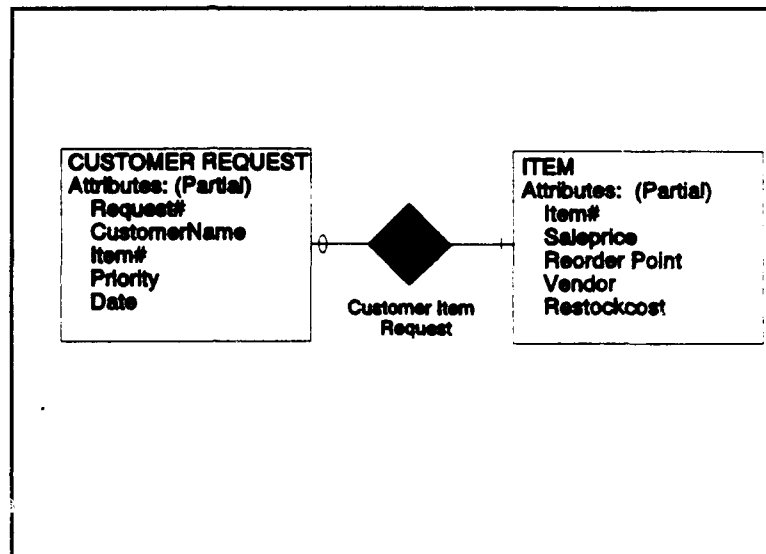 CUSTOMER REQUEST
Attributes: (Partial)
Request#
CustomerName
Item#
Priority
Date
Customer Item
Request
ITEM
Attributes: (Partial)
Item#
Saleprice
Reorder Point
Vendor
Restockcost